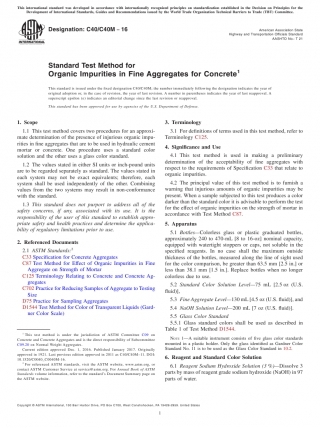 This international standard was developed in accordance with internationally recognized principles on standardization established in the Decision on Principles for the
Development of International Standards, Guides and Recommendations issued by the World Trade Organization Technical Barriers to Trade (TBT) Committee.
Designation: C40/C40M − 16
American Association State
Highway and Transportation Officials Standard
AASHTO No.: T 21
Standard Test Method for
Organic Impurities in Fine Aggregates for Concrete1
This standard is issued under the fixed designation C40/C40M; the number immediately following the designation indicates the year of
original adoption or, in the case of revision, the year of last revision. A number in parentheses indicates the year of last reapproval. A
superscript epsilon (ε) indicates an editorial change since the last revision or reapproval.
This standard has been approved for use by agencies of the U.S. Department of Defense.
1. Scope
1.1 This test method covers two procedures for an approxi-
mate determination of the presence of injurious organic impu-
rities in fine aggregates that are to be used in hydraulic cement
mortar or concrete. One procedure uses a standard color
solution and the other uses a glass color standard.
1.2 The values stated in either SI units or inch-pound units
are to be regarded separately as standard. The values stated in
each system may not be exact equivalents; therefore, each
system shall be used independently of the other. Combining
values from the two systems may result in non-conformance
with the standard.
1.3 This standard does not purport to address all of the
safety concerns, if any, associated with its use. It is the
responsibility of the user of this standard to establish appro-
priate safety and health practices and determine the applica-
bility of regulatory limitations prior to use.
2. Referenced Documents
2.1 ASTM Standards:2
C33 Specification for Concrete Aggregates
C87 Test Method for Effect of Organic Impurities in Fine
Aggregate on Strength of Mortar
C125 Terminology Relating to Concrete and Concrete Ag-
gregates
C702 Practice for Reducing Samples of Aggregate to Testing
Size
D75 Practice for Sampling Aggregates
D1544 Test Method for Color of Transparent Liquids (Gard-
ner Color Scale)
1 This test method is under the jurisdiction of ASTM Committee C09 on
Concrete and Concrete Aggregates and is the direct responsibility of Subcommittee
C09.20 on Normal Weight Aggregates.
Current edition approved Dec. 1, 2016. Published January 2017. Originally
approved in 1921. Last previous edition approved in 2011 as C40/C40M–11. DOI:
10.1520/C0040_C0040M-16.
2 For referenced ASTM standards, visit the ASTM website, www.astm.org, or
contact ASTM Customer Service at service@astm.org. For Annual Book of ASTM
Standards volume information, refer to the standard's Document Summary page on
the ASTM website.
3. Terminology
3.1 For definitions of terms used in this test method, refer to
Terminology C125.
4. Significance and Use
4.1 This test method is used in making a preliminary
determination of the acceptability of fine aggregates with
respect to the requirements of Specification C33 that relate to
organic impurities.
4.2 The principal value of this test method is to furnish a
warning that injurious amounts of organic impurities may be
present. When a sample subjected to this test produces a color
darker than the standard color it is advisable to perform the test
for the effect of organic impurities on the strength of mortar in
accordance with Test Method C87.
5. Apparatus
5.1 Bottles—Colorless glass or plastic graduated bottles,
approximately 240 to 470-mL [8 to 16-oz] nominal capacity,
equipped with watertight stoppers or caps, not soluble in the
specified reagents. In no case shall the maximum outside
thickness of the bottles, measured along the line of sight used
for the color comparison, be greater than 63.5 mm [2.5 in.] or
less than 38.1 mm [1.5 in.]. Replace bottles when no longer
colorless due to use.
5.2 Standard Color Solution Level—75 mL [2.5 oz (U.S.
fluid)],
5.3 Fine Aggregate Level—130 mL [4.5 oz (U.S. fluid)], and
5.4 NaOH Solution Level—200 mL [7 oz (U.S. fluid)].
5.5 Glass Color Standard
5.5.1 Glass standard colors shall be used as described in
Table 1 of Test Method D1544.
NOTE 1—A suitable instrument consists of five glass color standards
mounted in a plastic holder. Only the glass identified as Gardner Color
Standard No. 11 is to be used as the Glass Color Standard in 10.2.
6. Reagent and Standard Color Solution
6.1 Reagent Sodium Hydroxide Solution (3 %)—Dissolve 3
parts by mass of reagent grade sodium hydroxide (NaOH) in 97
parts of water.
Copyright © ASTM International, 100 Barr Harbor Drive, PO Box C700, West Conshohocken, PA 19428-2959. United States
1